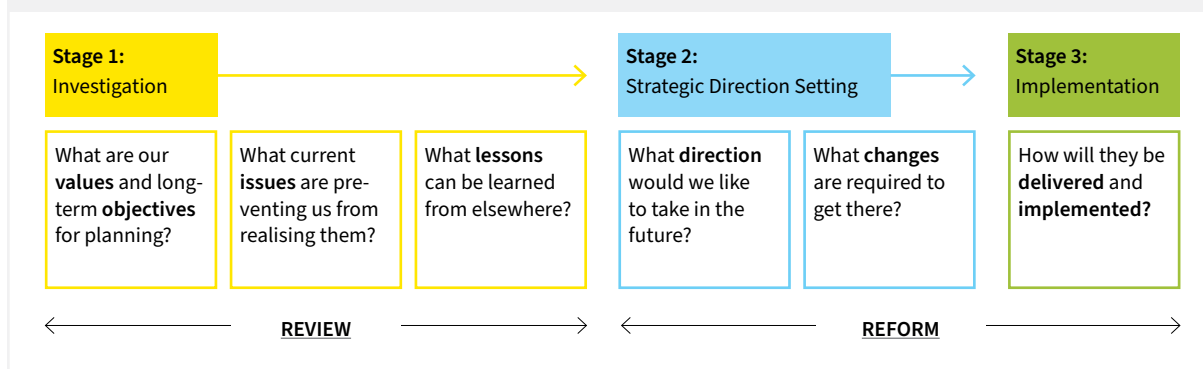 Stage 1:
Investigation
Stage 2:
Strategic Direction Setting
Stage 3:
Implementation
What are our
values and long-
term objectives
for planning?
What current
issues are pre-
venting us from
realising them?
What lessons
can be learned
from elsewhere?
What direction
would we like
to take in the
future?
What changes
are required to
get there?
How will they be
delivered and
implemented?
REVIEW
REFORM